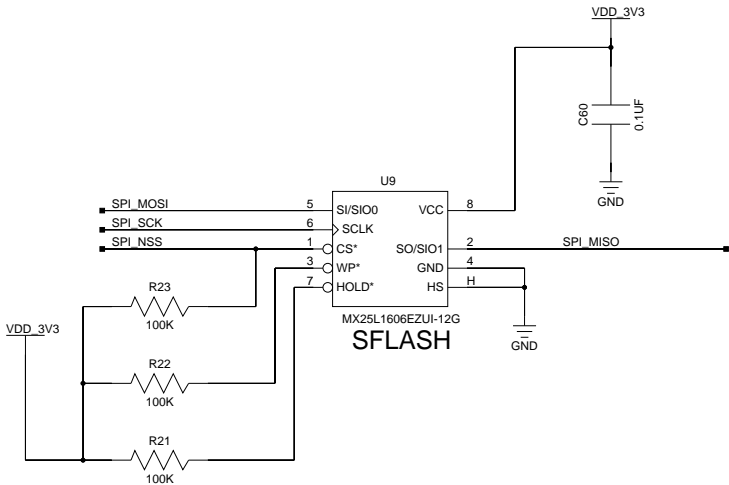 VDD_3V3
C60
0.1UF
GND
U9
SPI_MOSI
5
SI/SIO0
VCC
8
SPI_SCK
6
SCLK
SPI_NSS
1
CS*
SO/SIO1
2
SPI_MISO
3
WP*
GND
4
7
HOLD*
HS
H
R23
100K
MX25L1606EZUI-12G
SFLASH
GND
VDD_3V3
R22
100K
R21
100K